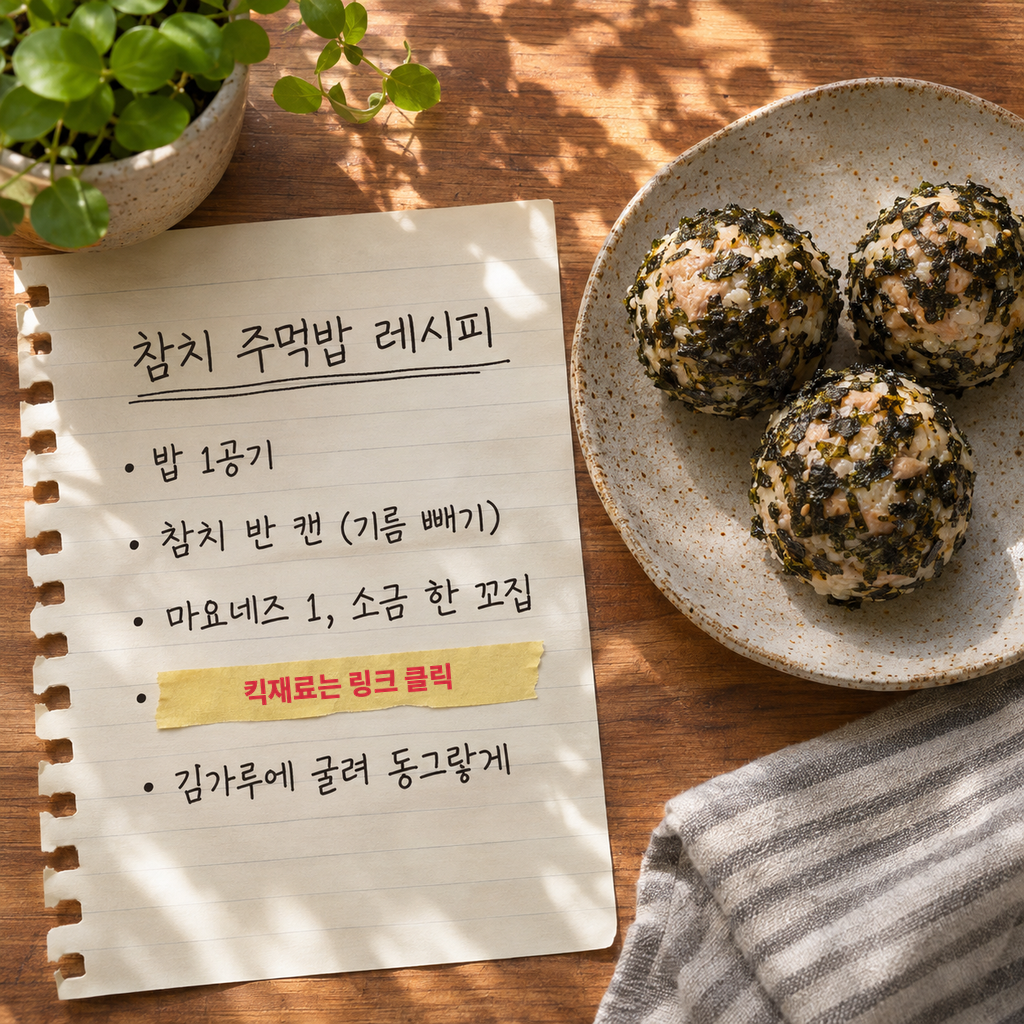 참치 주먹밥 레시피
• 밥 1공기
• 참치 반 캔 (기름 빼기)
• 마요네즈 1, 소금 한 꼬집
• 킥재료는 링크 클릭
• 김가루에 굴려 동그랗게